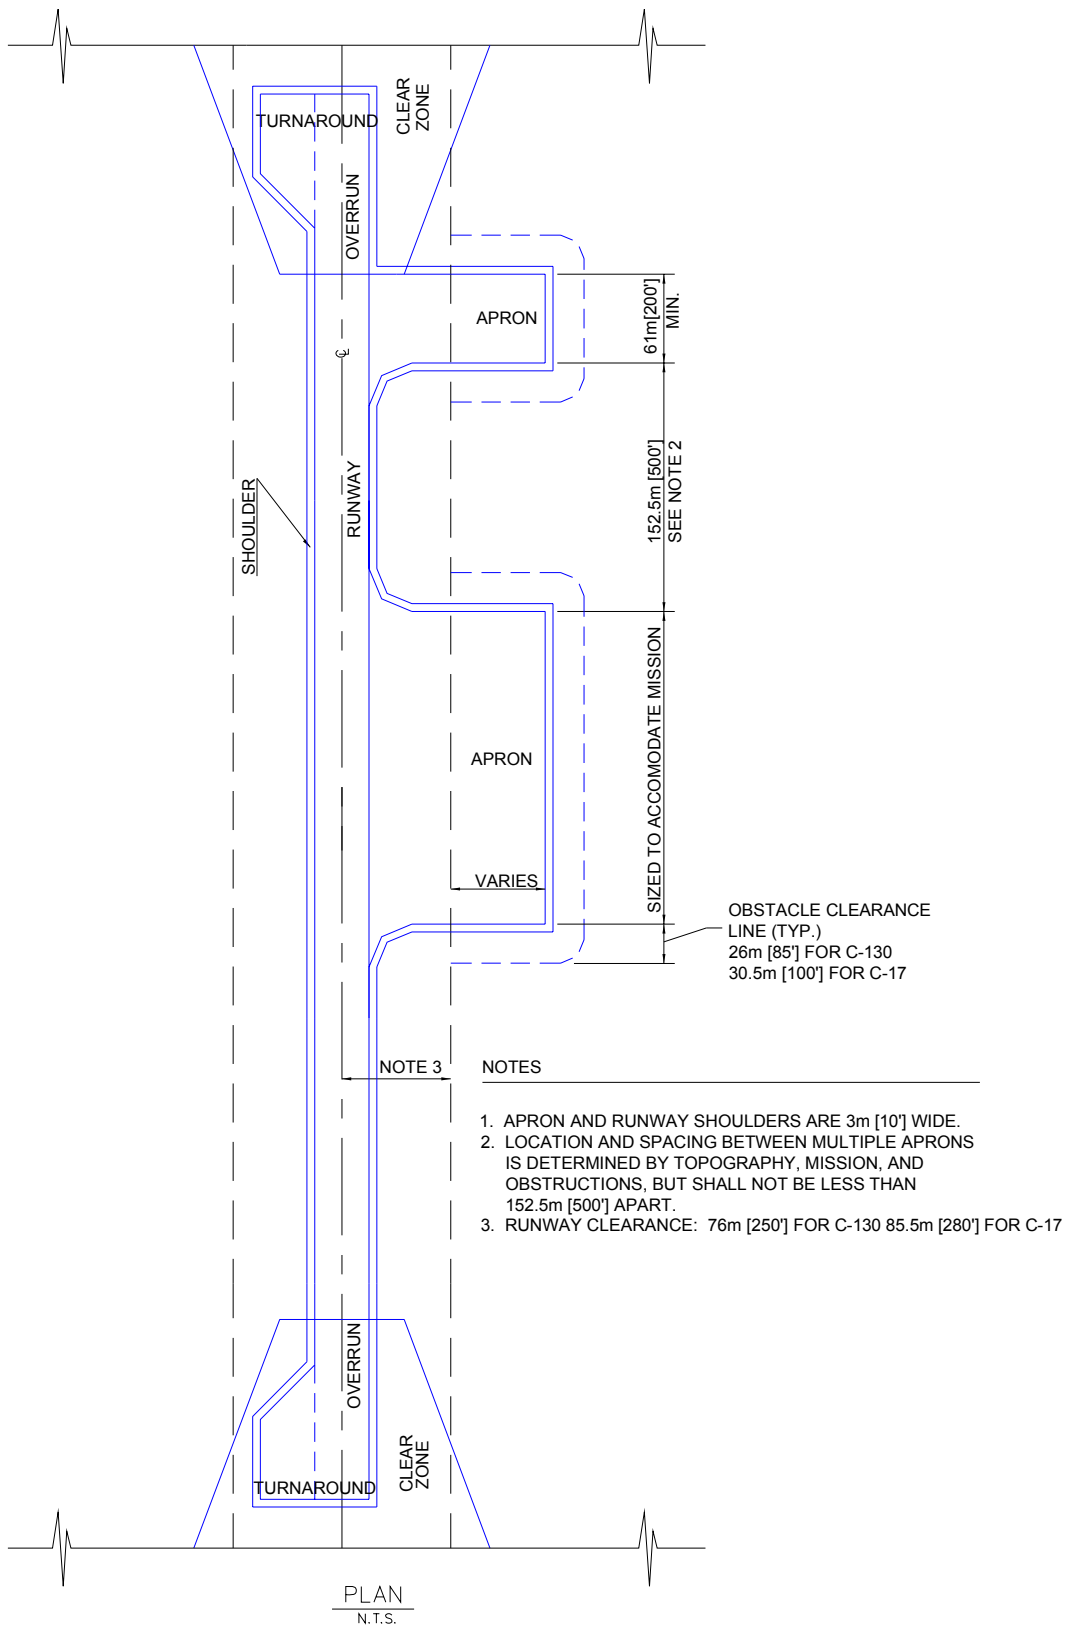 TURNAROUND
CLEAR
ZONE
OVERRUN
APRON
61m[200']
MIN.
℄
RUNWAY
SHOULDER
152.5m [500']
SEE NOTE 2
APRON
SIZED TO ACCOMODATE MISSION
VARIES
OBSTACLE CLEARANCE
LINE (TYP.)
26m [85'] FOR C-130
30.5m [100'] FOR C-17
NOTE 3
NOTES
1. APRON AND RUNWAY SHOULDERS ARE 3m [10'] WIDE.
2. LOCATION AND SPACING BETWEEN MULTIPLE APRONS
IS DETERMINED BY TOPOGRAPHY, MISSION, AND
OBSTRUCTIONS, BUT SHALL NOT BE LESS THAN
152.5m [500'] APART.
3. RUNWAY CLEARANCE: 76m [250'] FOR C-130 85.5m [280'] FOR C-17
OVERRUN
CLEAR
ZONE
TURNAROUND
PLAN
N.T.S.